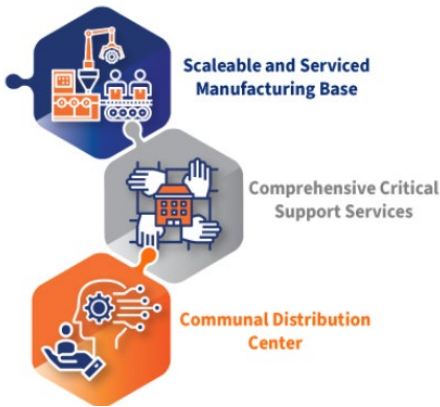 Scaleable and Serviced
Manufacturing Base
Comprehensive Critical
Support Services
Communal Distribution
Center